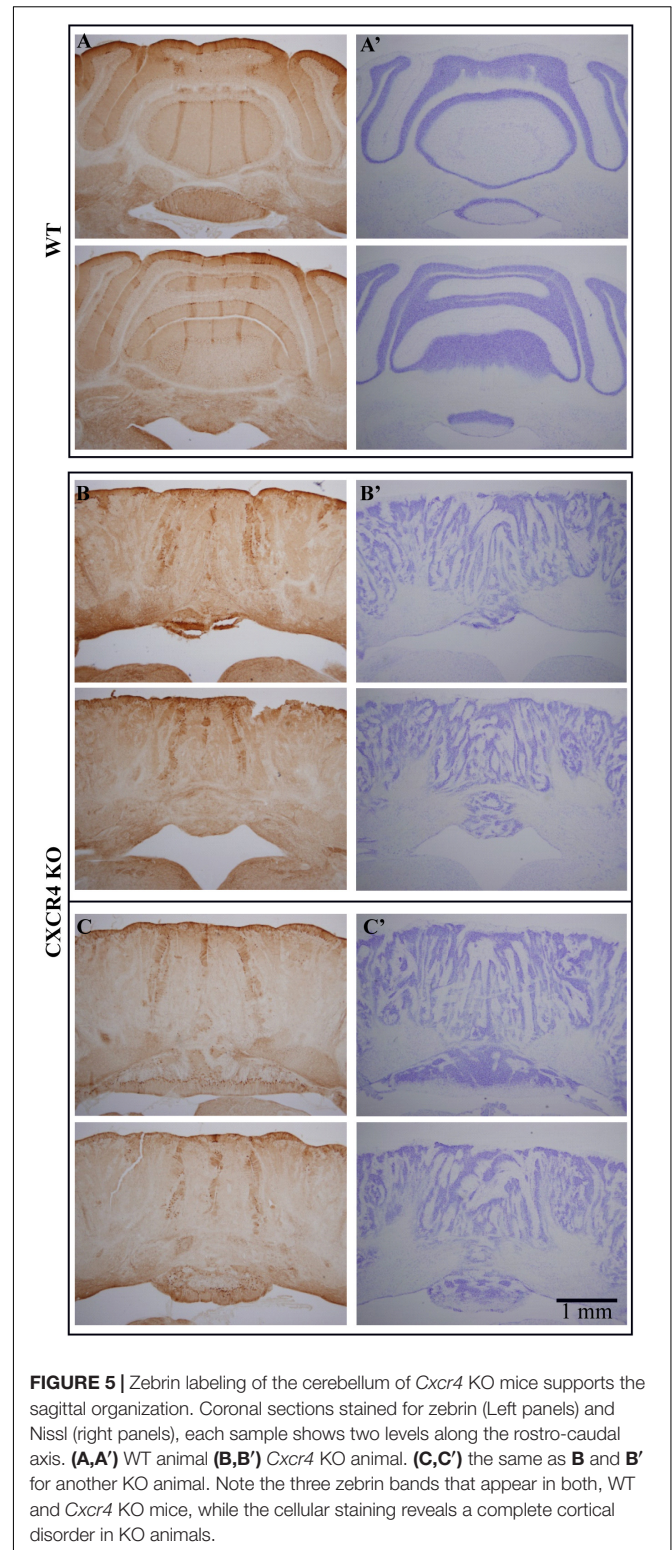 A
A’
WT
B
B’
CXCR4 KO
C
C’
1 mm
FIGURE 5 | Zebrin labeling of the cerebellum of Cxcr4 KO mice supports the
sagittal organization. Coronal sections stained for zebrin (Left panels) and
Nissl (right panels), each sample shows two levels along the rostro-caudal
axis. (A,A′) WT animal (B,B′) Cxcr4 KO animal. (C,C′) the same as B and B′
for another KO animal. Note the three zebrin bands that appear in both, WT
and Cxcr4 KO mice, while the cellular staining reveals a complete cortical
disorder in KO animals.